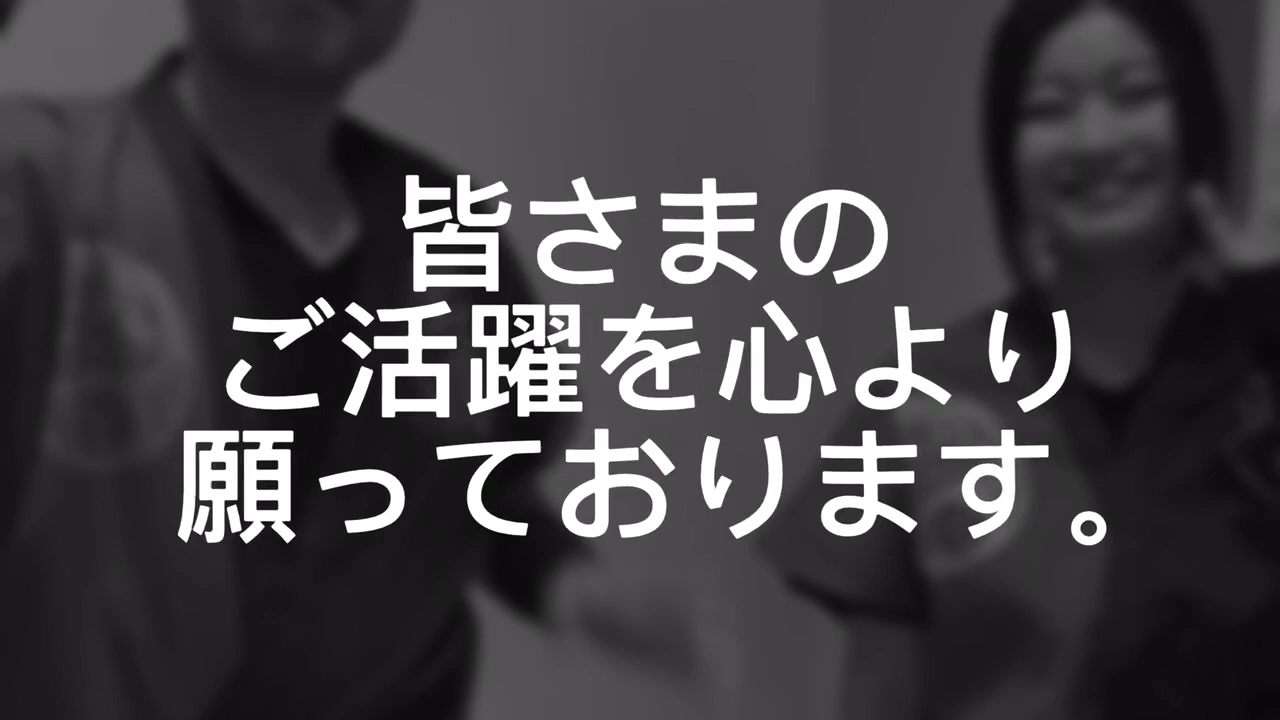 皆さまの
ご活躍を心より
願っております。